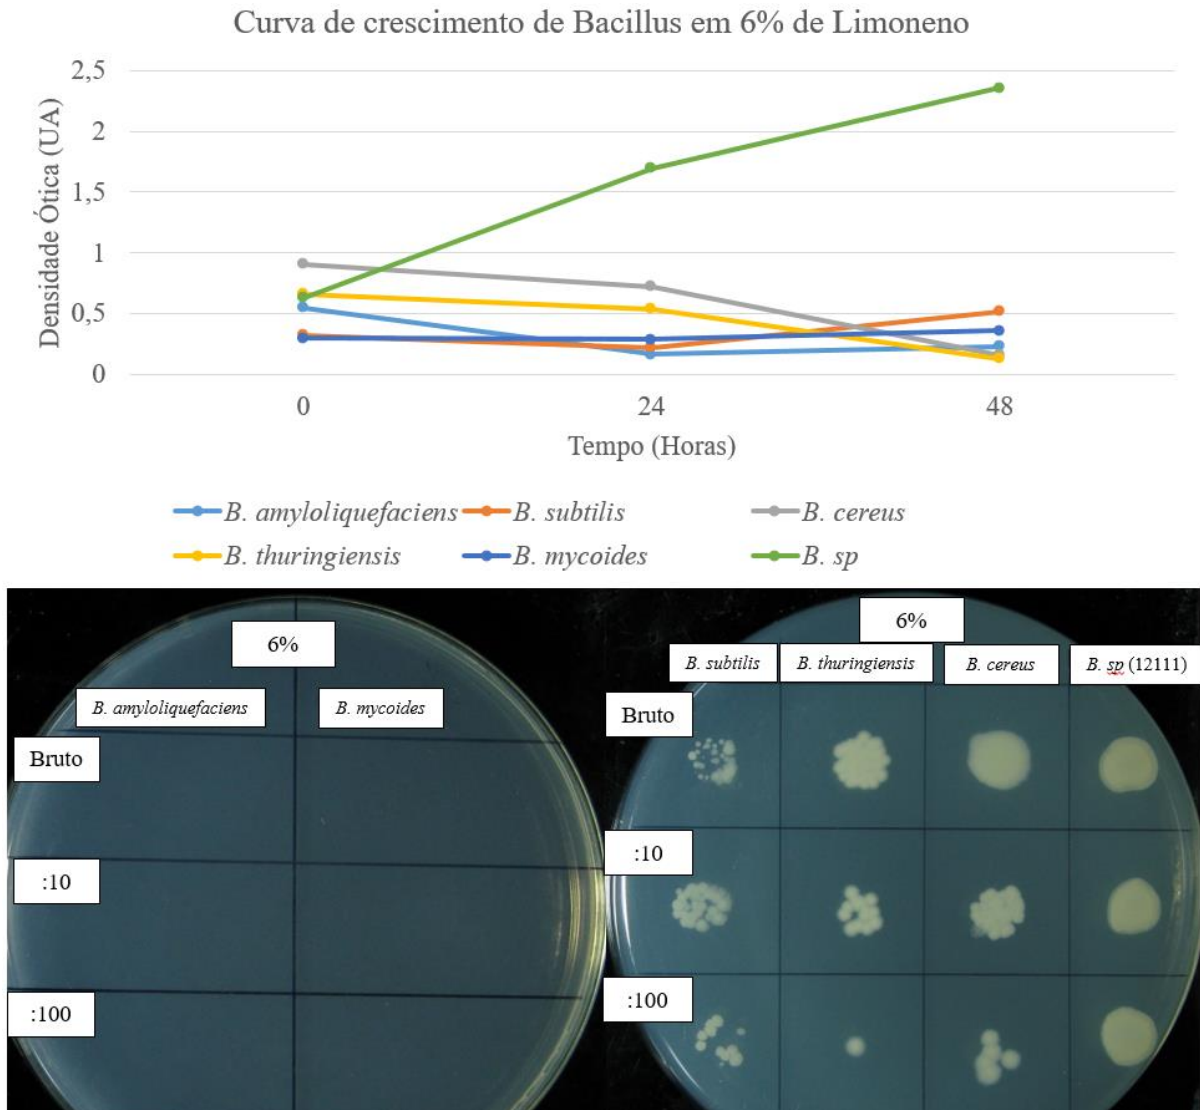 Curva de crescimento de Bacillus em 6% de Limoneno
2,5
2
1,5
1
0,5
0
Densidade Ótica (UA)
0 24 48
Tempo (Horas)
B. amyloliquefaciens B. subtilis B. cereus
B. thuringiensis B. mycoides B. sp
6%
B. amyloliquefaciens B. mycoides
Bruto
:10
:100
6%
B. subtilis B. thuringiensis B. cereus B. sp (12111)
Bruto
:10
:100